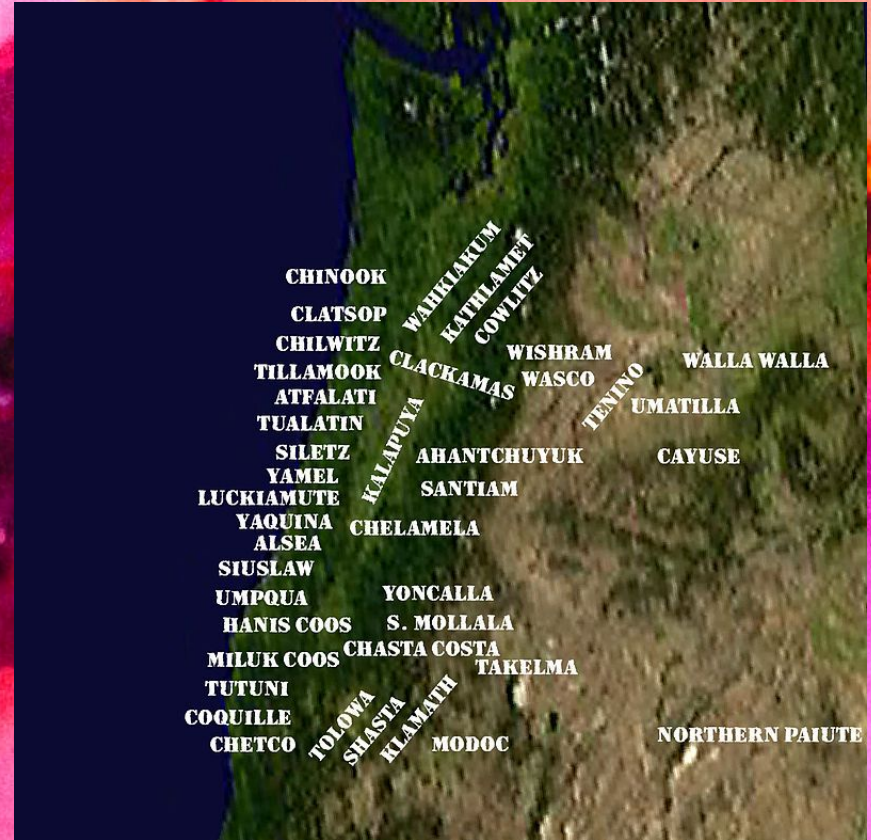 CHINOOK
WAHKIAKUM
KATHLAMET
COWLITZ
CLATSOP
CHILWITZ
TILLAMOOK
CLACKAMAS
WISHRAM
WASCO
TENINO
WALLA WALLA
ATFALATI
UMATILLA
TUALATIN
KALAPUYA
SILETZ
AHANTCHUYUK
CAYUSE
YAMEL
LUCKIAMUTE
SANTIAM
YAQUINA
CHELAMELA
ALSEA
SIUSLAW
UMPQUA
YONCALLA
HANIS COOS
S. MOLLALA
MILUK COOS
CHASTA COSTA
TAKELMA
TUTUNI
COQUILLE
CHETCO
TOLOWA
SHASTA
KLAMATH
MODOC
NORTHERN PAIUTE